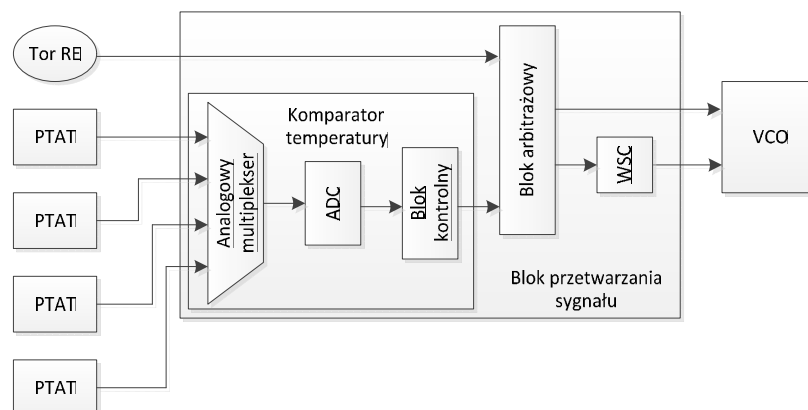 Tor RE
PTAT
PTAT
PTAT
PTAT
Analogowy
multiplekser
Komparator
temperatury
ADC
Blok
kontrolny
Blok arbitrażowy
WSC
Blok przetwarzania
sygnału
VCO